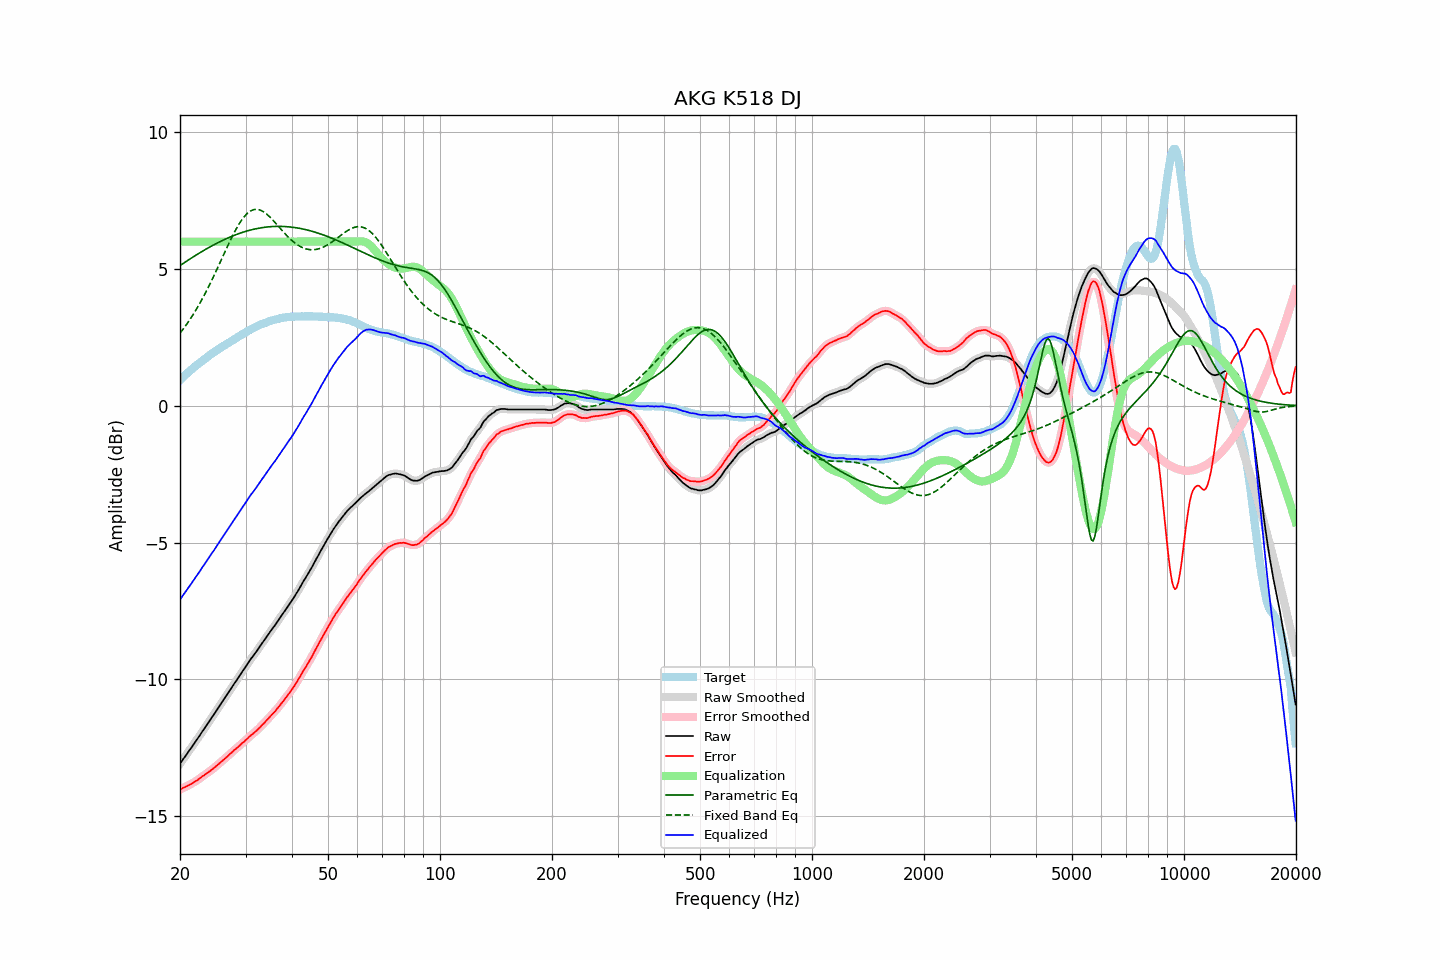 AKG K518 DJ
10
5
0
−5
−10
−15
Amplitude (dBr)
Target
Raw Smoothed
Error Smoothed
Raw
Error
Equalization
Parametric Eq
Fixed Band Eq
Equalized
20 50 100 200 500 1000 2000 5000 10000 20000
Frequency (Hz)